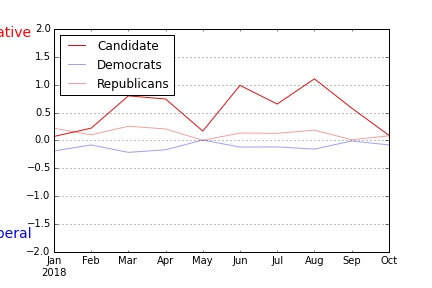 2.0
ative
Candidate
Democrats
Republicans
1.5
1.0
0.5
0.0
−0.5
−1.0
−1.5
beral
−2.0
Jan Feb Mar Apr May Jun Jul Aug Sep Oct
2018